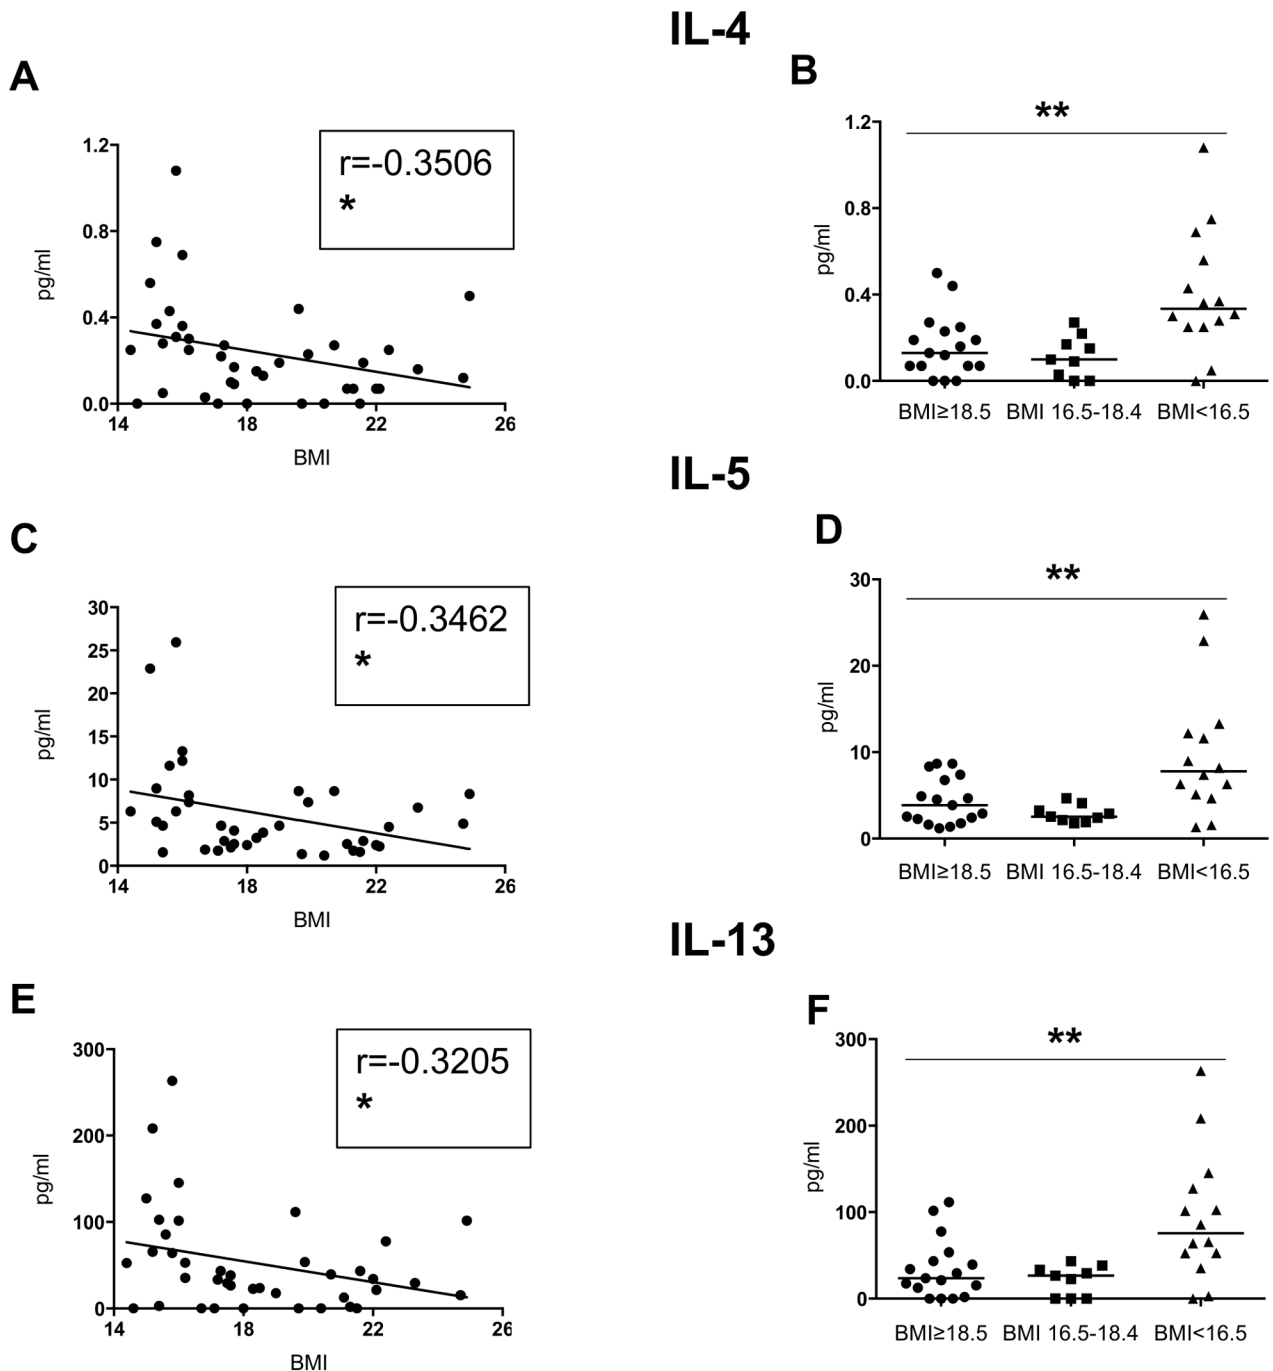 IL-4
A
B
r=-0.3506
*
1.2
0.8
0.4
0.0
pg/ml
14 18 22 26
BMI
**
1.2
0.8
0.4
0.0
pg/ml
BMI≥18.5 BMI 16.5-18.4 BMI<16.5
IL-5
C
D
r=-0.3462
*
30
25
20
15
10
5
0
pg/ml
14 18 22 26
BMI
**
30
20
10
0
pg/ml
BMI≥18.5 BMI 16.5-18.4 BMI<16.5
IL-13
E
F
r=-0.3205
*
300
200
100
0
pg/ml
14 18 22 26
BMI
**
300
200
100
0
pg/ml
BMI≥18.5 BMI 16.5-18.4 BMI<16.5